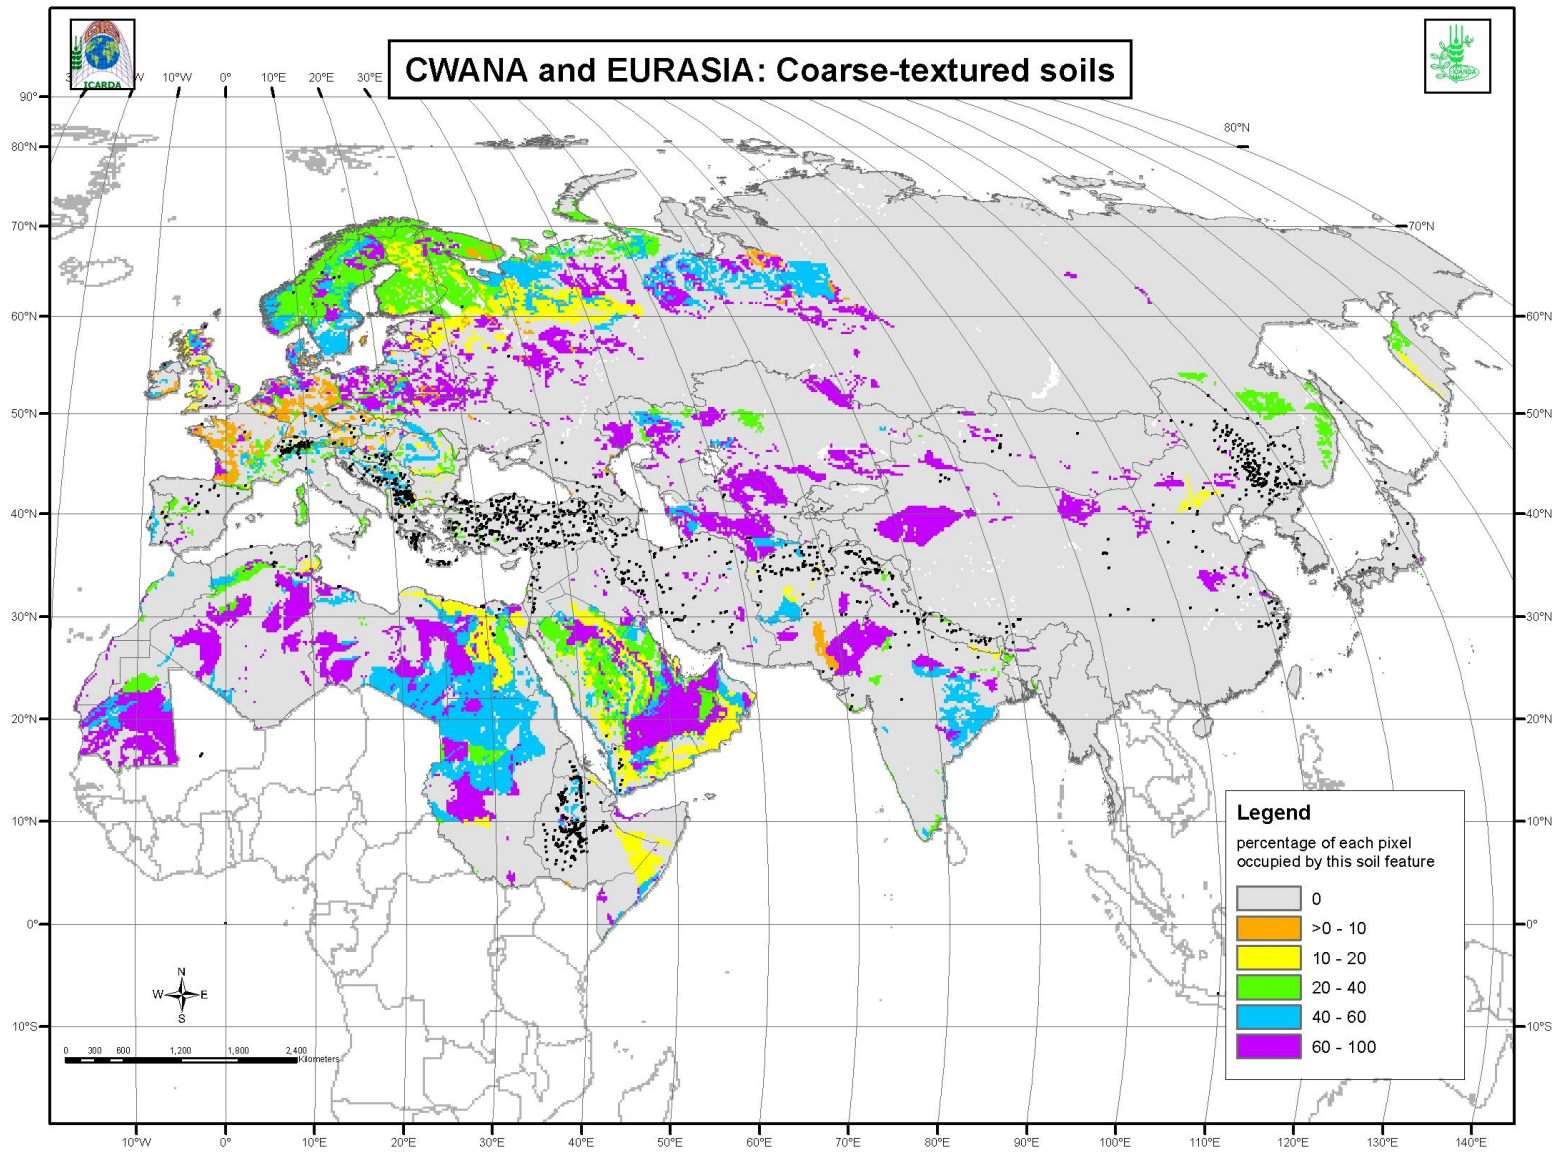 CWANA and EURASIA: Coarse-textured soils
ICARDA
ICARDA
10°W 0° 10°E 20°E 30°E
90°
80°N
80°N
70°N
70°N
60°N
60°N
50°N
50°N
40°N
40°N
30°N
30°N
20°N
20°N
10°N
10°N
0°
0°
10°S
10°S
Legend
percentage of each pixel
occupied by this soil feature
0
>0 - 10
10 - 20
20 - 40
40 - 60
60 - 100
N
W E
S
0 300 600 1,200 1,800 2,400
Kilometers
10°W 0° 10°E 20°E 30°E 40°E 50°E 60°E 70°E 80°E 90°E 100°E 110°E 120°E 130°E 140°E